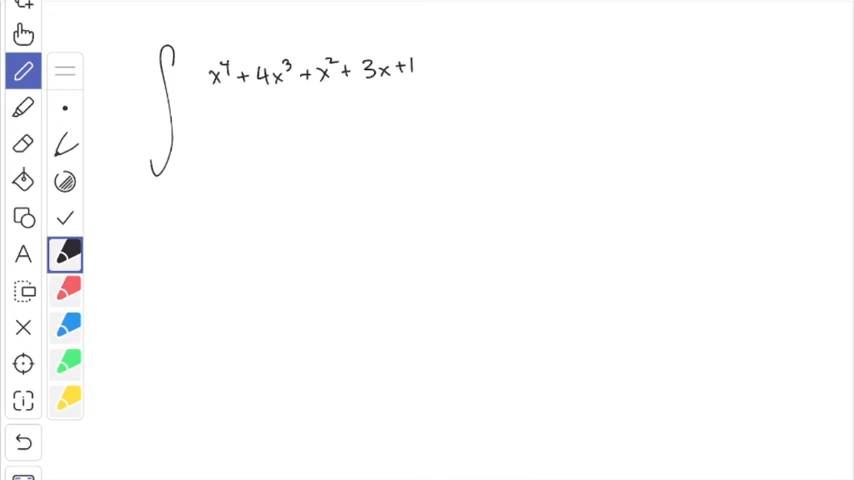 ∫ x⁴ + 4x³ + x² + 3x + 1
A